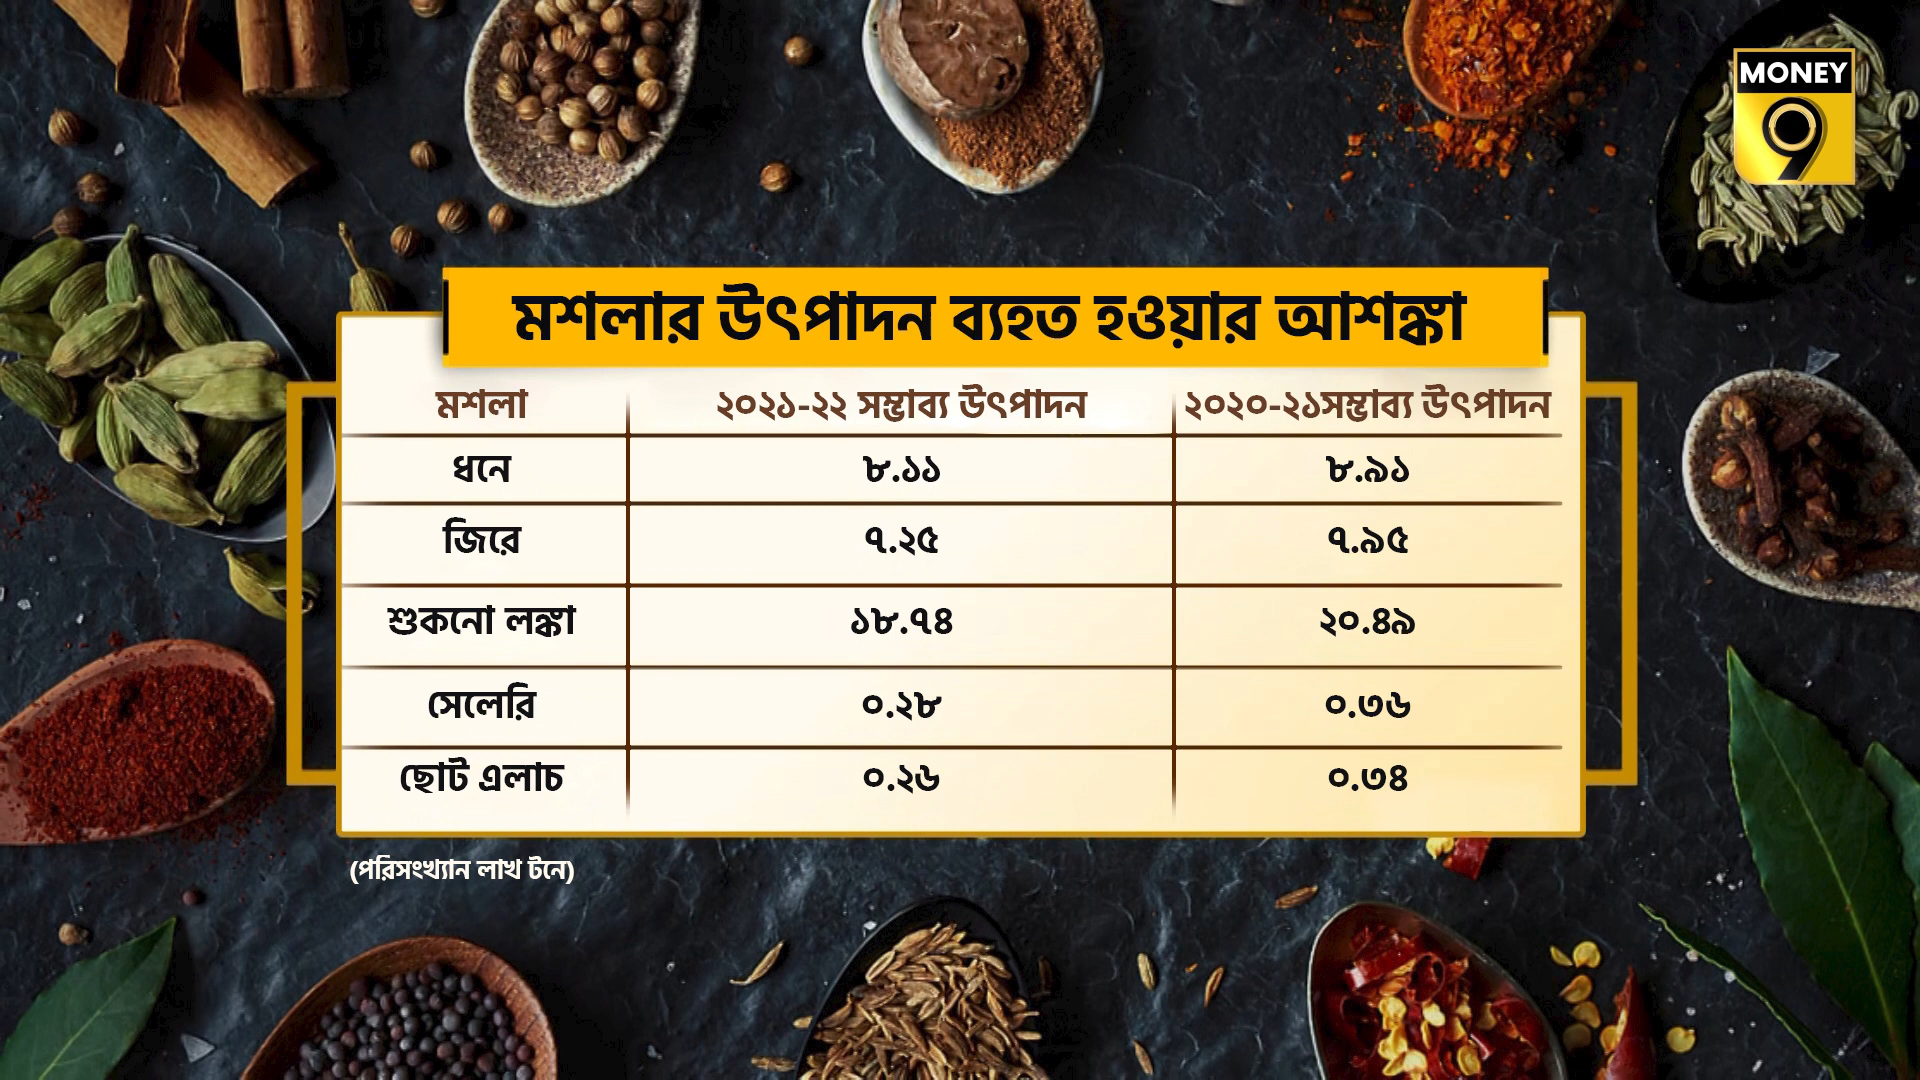 MONEY
9
মশলার উৎপাদন ব্যহত হওয়ার আশঙ্কা
মশলা ২০২১-২২ সম্ভাব্য উৎপাদন ২০২০-২১সম্ভাব্য উৎপাদন
ধনে ৮.১১ ৮.৯১
জিরে ৭.২৫ ৭.৯৫
শুকনো লঙ্কা ১৮.৭৪ ২০.৪৯
সেলেরি ০.২৮ ০.৩৬
ছোট এলাচ ০.২৬ ০.৩৪
(পরিসংখ্যান লাখ টনে)